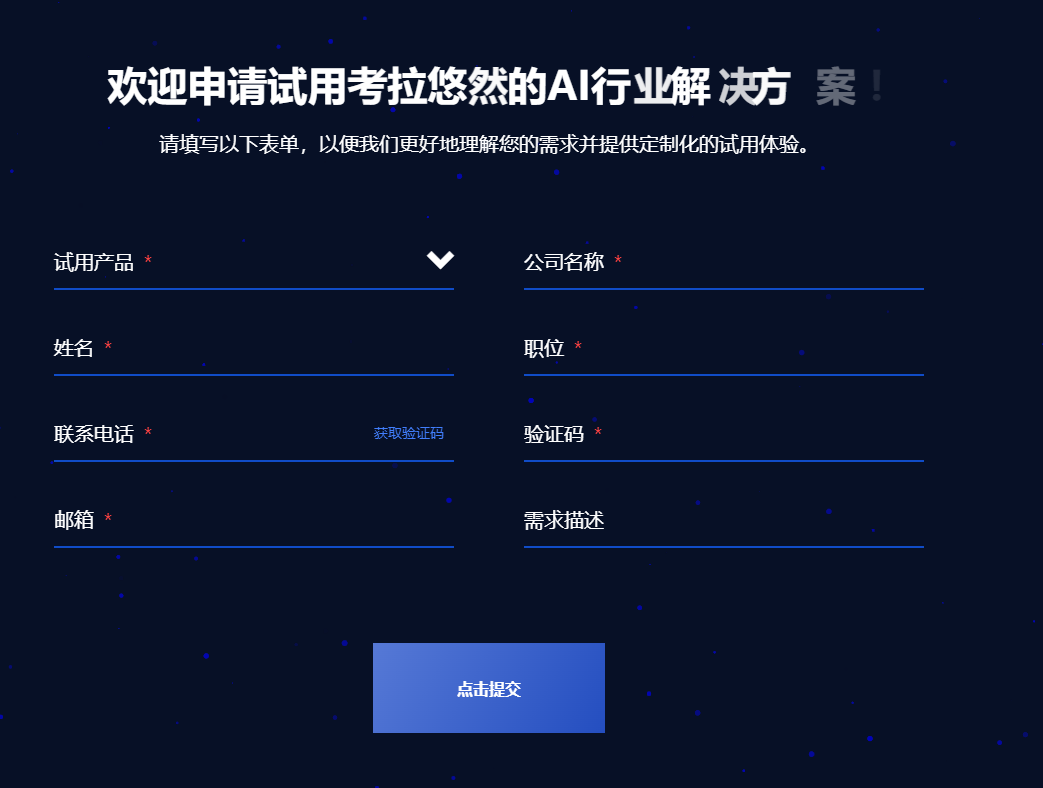 欢迎申请试用考拉悠然的AI行业解决方案！
请填写以下表单，以便我们更好地理解您的需求并提供定制化的试用体验。
试用产品 *
公司名称 *
姓名 *
职位 *
联系电话 * 获取验证码
验证码 *
邮箱 *
需求描述
点击提交